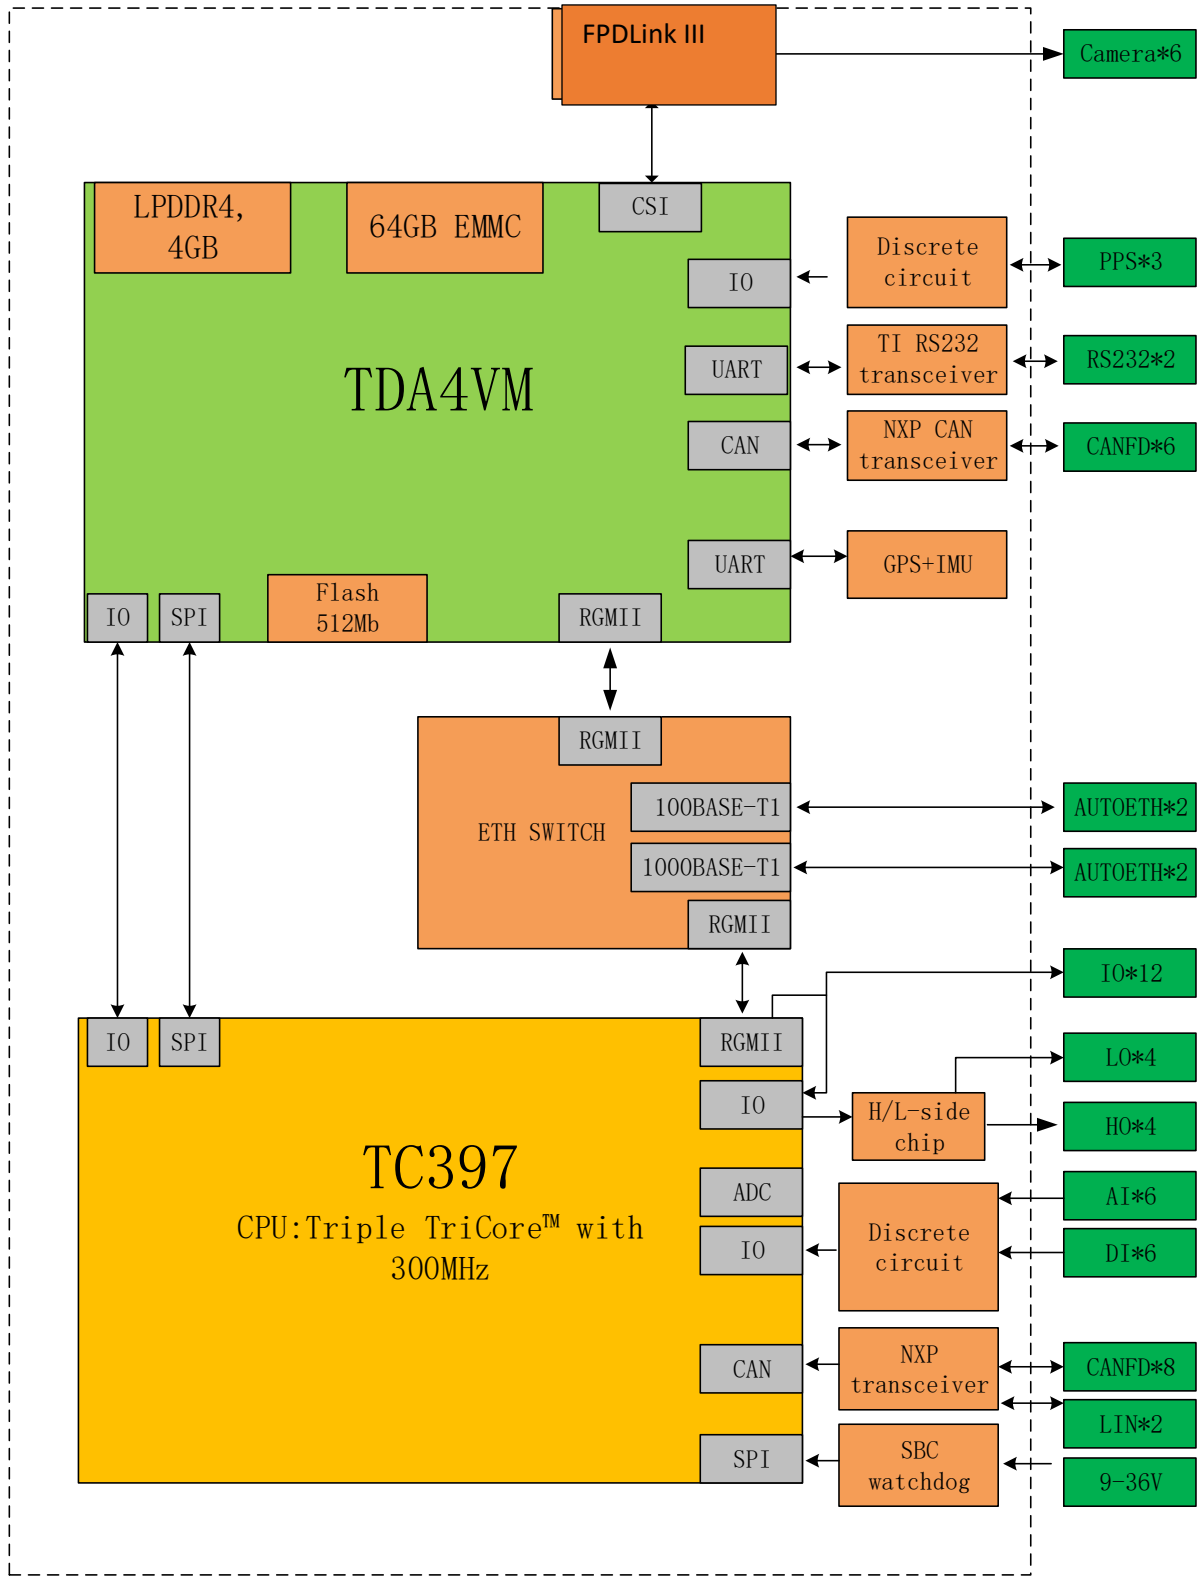 FPDLink III
Camera*6
LPDDR4,
4GB
64GB EMMC
CSI
Discrete
circuit
PPS*3
IO
TDA4VM
UART
TI RS232
transceiver
RS232*2
CAN
NXP CAN
transceiver
CANFD*6
UART
GPS+IMU
IO
SPI
Flash
512Mb
RGMII
RGMII
ETH SWITCH
100BASE-T1
AUTOETH*2
1000BASE-T1
AUTOETH*2
RGMII
IO*12
IO
SPI
RGMII
LO*4
IO
H/L-side
chip
HO*4
TC397
CPU:Triple TriCore™ with
300MHz
ADC
IO
Discrete
circuit
AI*6
DI*6
CAN
NXP
transceiver
CANFD*8
LIN*2
SPI
SBC
watchdog
9-36V